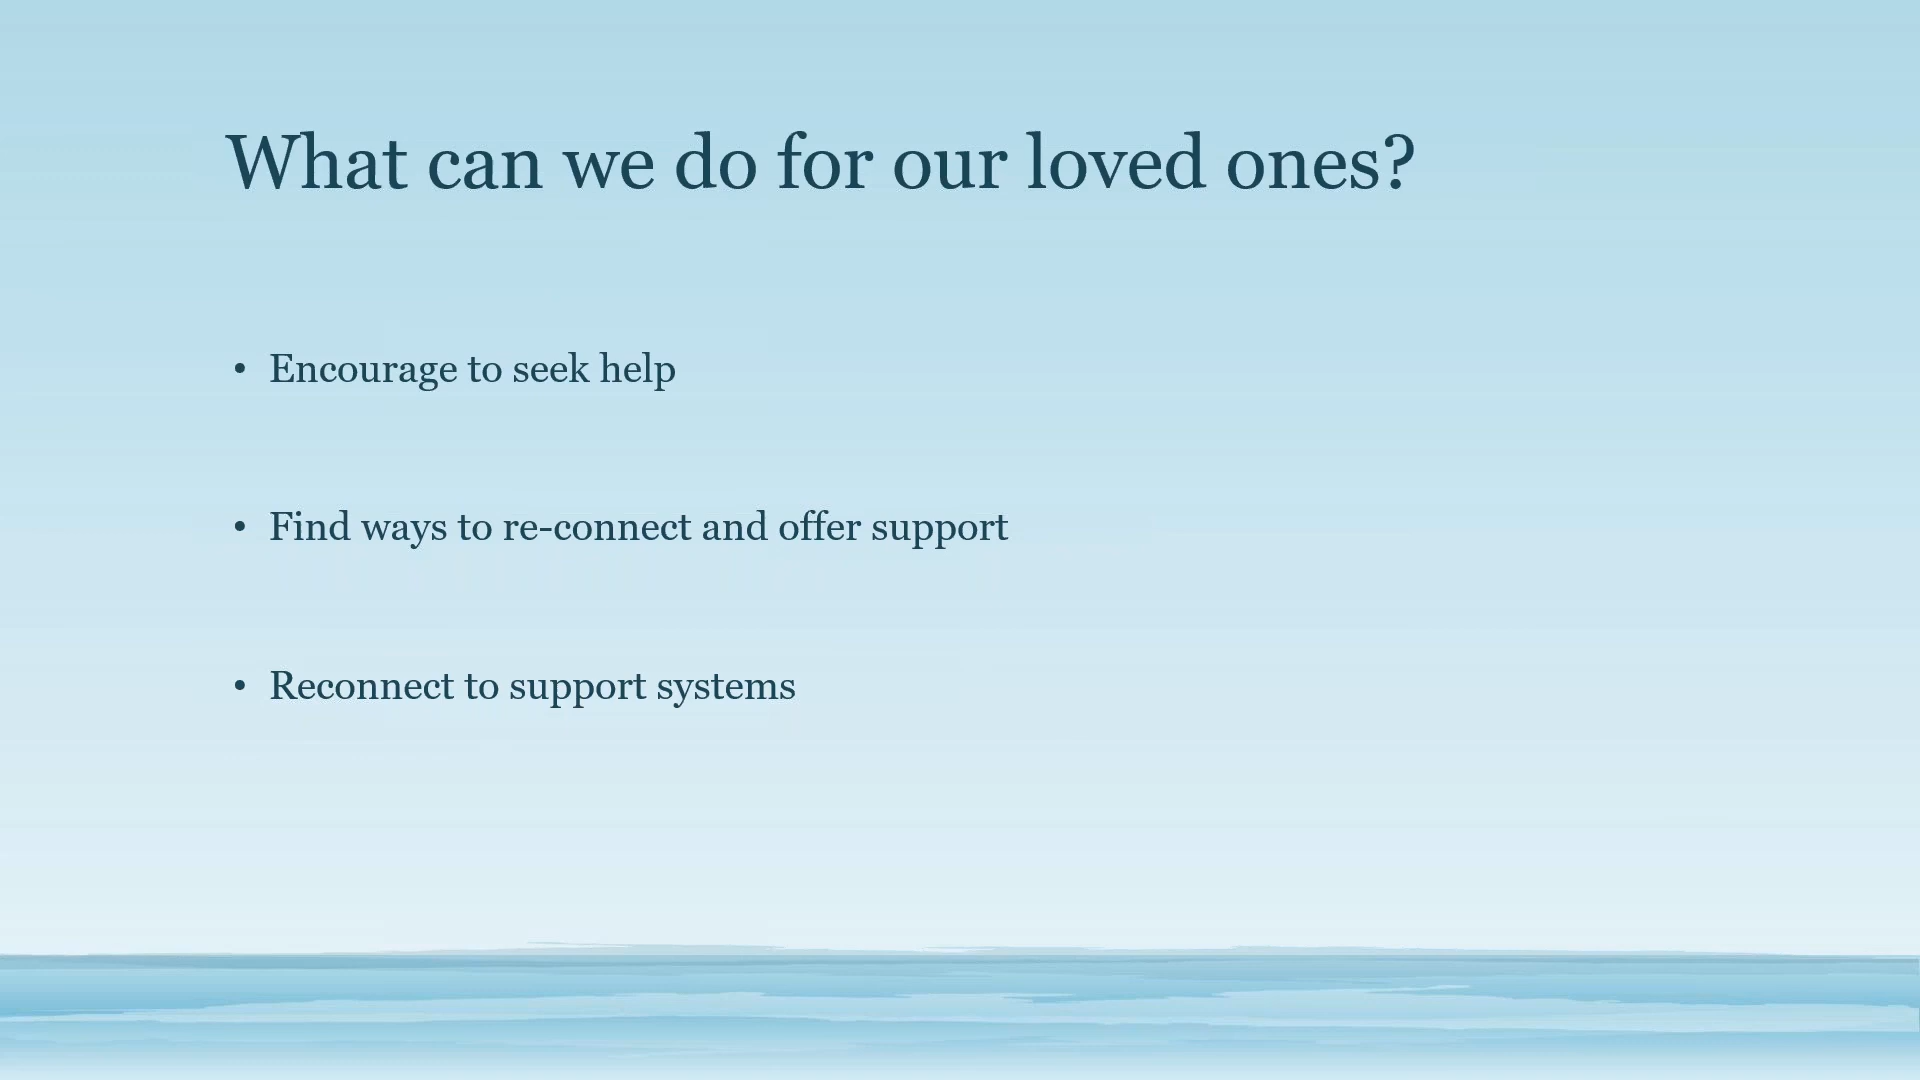 What can we do for our loved ones?
• Encourage to seek help
• Find ways to re-connect and offer support
• Reconnect to support systems